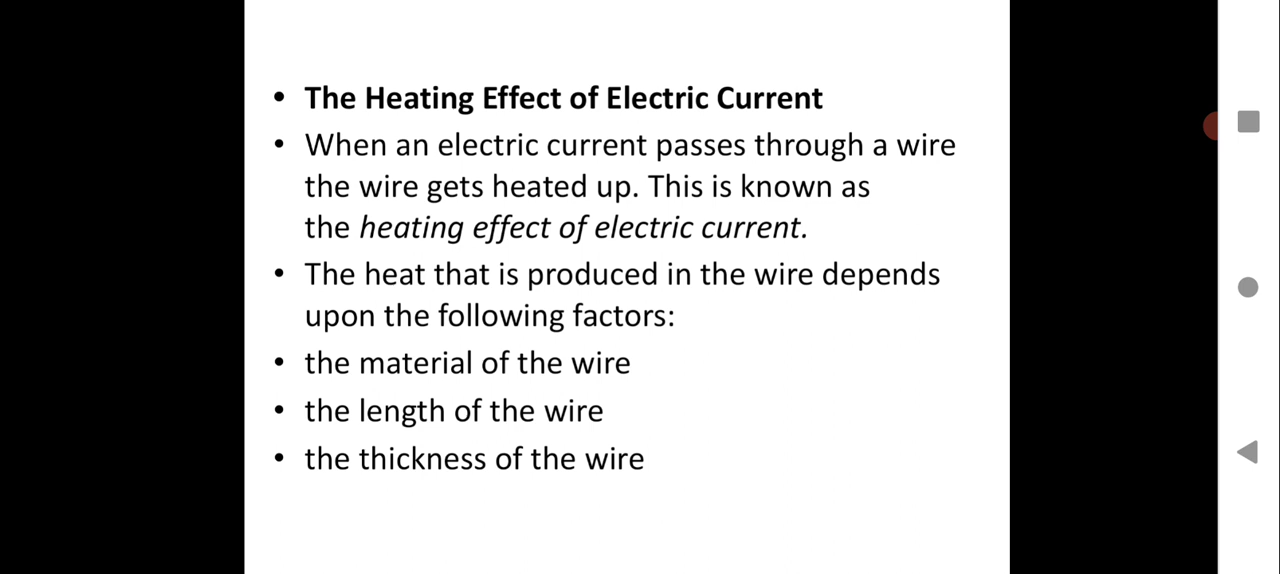 • The Heating Effect of Electric Current
• When an electric current passes through a wire
the wire gets heated up. This is known as
the heating effect of electric current.
• The heat that is produced in the wire depends
upon the following factors:
• the material of the wire
• the length of the wire
• the thickness of the wire